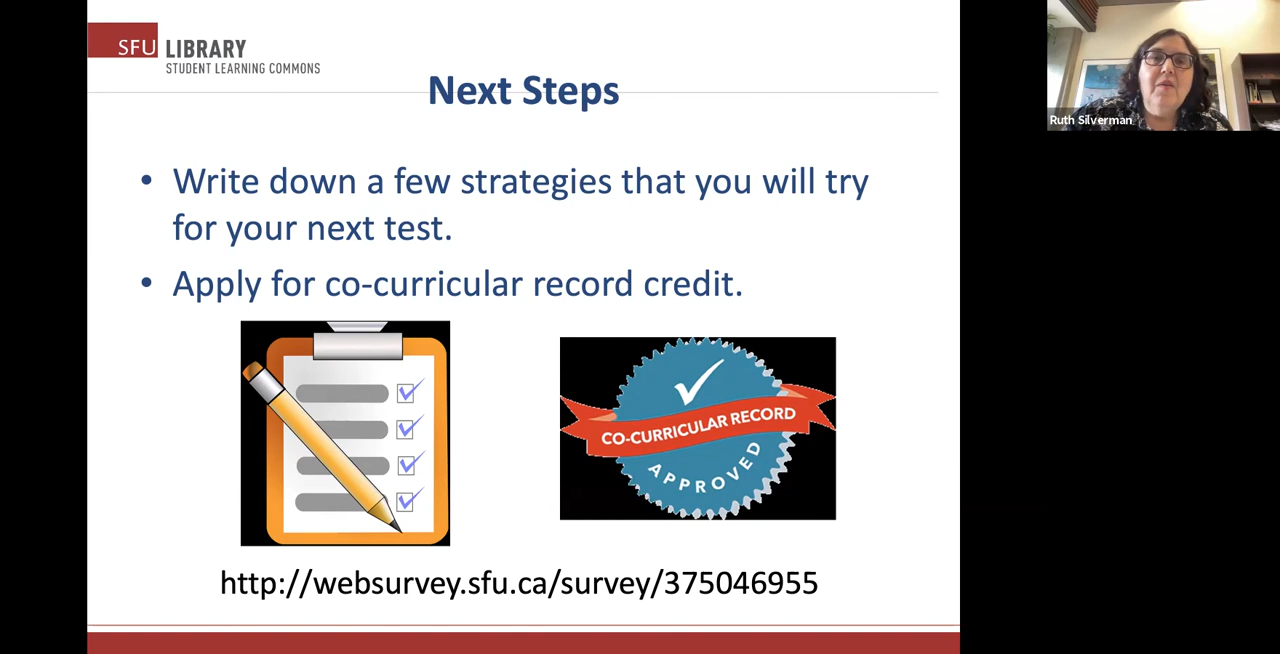 SFU LIBRARY
STUDENT LEARNING COMMONS
Next Steps
• Write down a few strategies that you will try
for your next test.
• Apply for co-curricular record credit.
CO-CURRICULAR RECORD
APPROVED
http://websurvey.sfu.ca/survey/375046955
Ruth Silverman